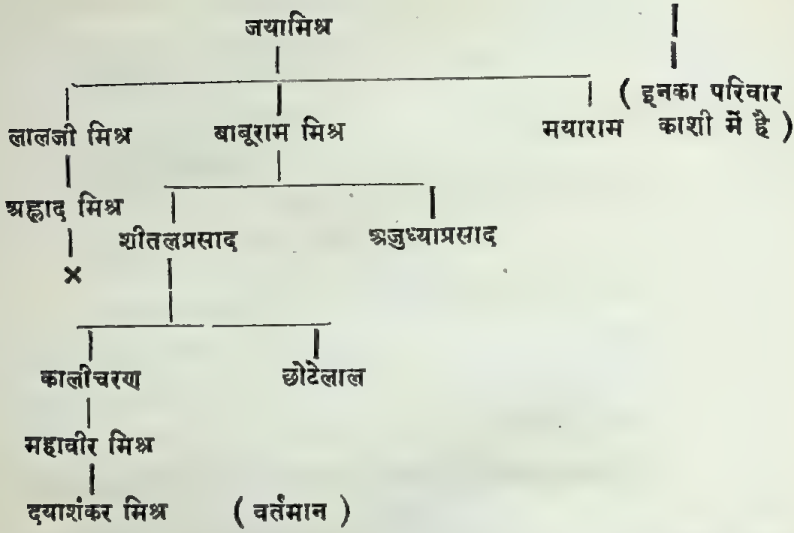 जयामिश्र
( इनका परिवार
लालजी मिश्र बाबूराम मिश्र मयाराम काशी में है )
अह्लाद मिश्र
शीतलप्रसाद अजुध्याप्रसाद
×
कालीचरण छोटेलाल
महावीर मिश्र
दयाशंकर मिश्र ( वर्तमान )